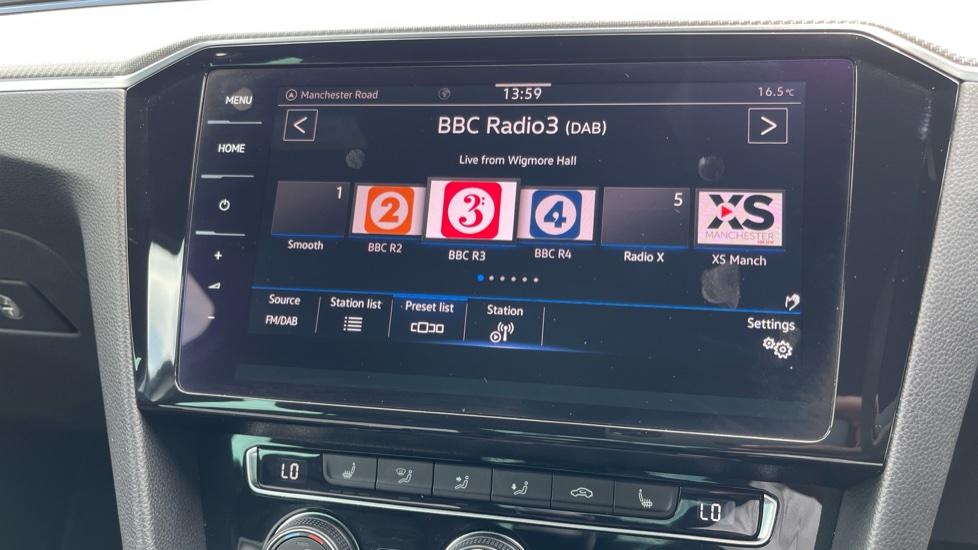 MENU
Manchester Road
13:59
16.5°C
<
BBC Radio3 (DAB)
>
HOME
Live from Wigmore Hall
1
2
3
4
5
XS
MANCHESTER
Smooth
BBC R2
BBC R3
BBC R4
Radio X
XS Manch
+
-
Source
FM/DAB
Station list
Preset list
Station
Settings
LO
LO